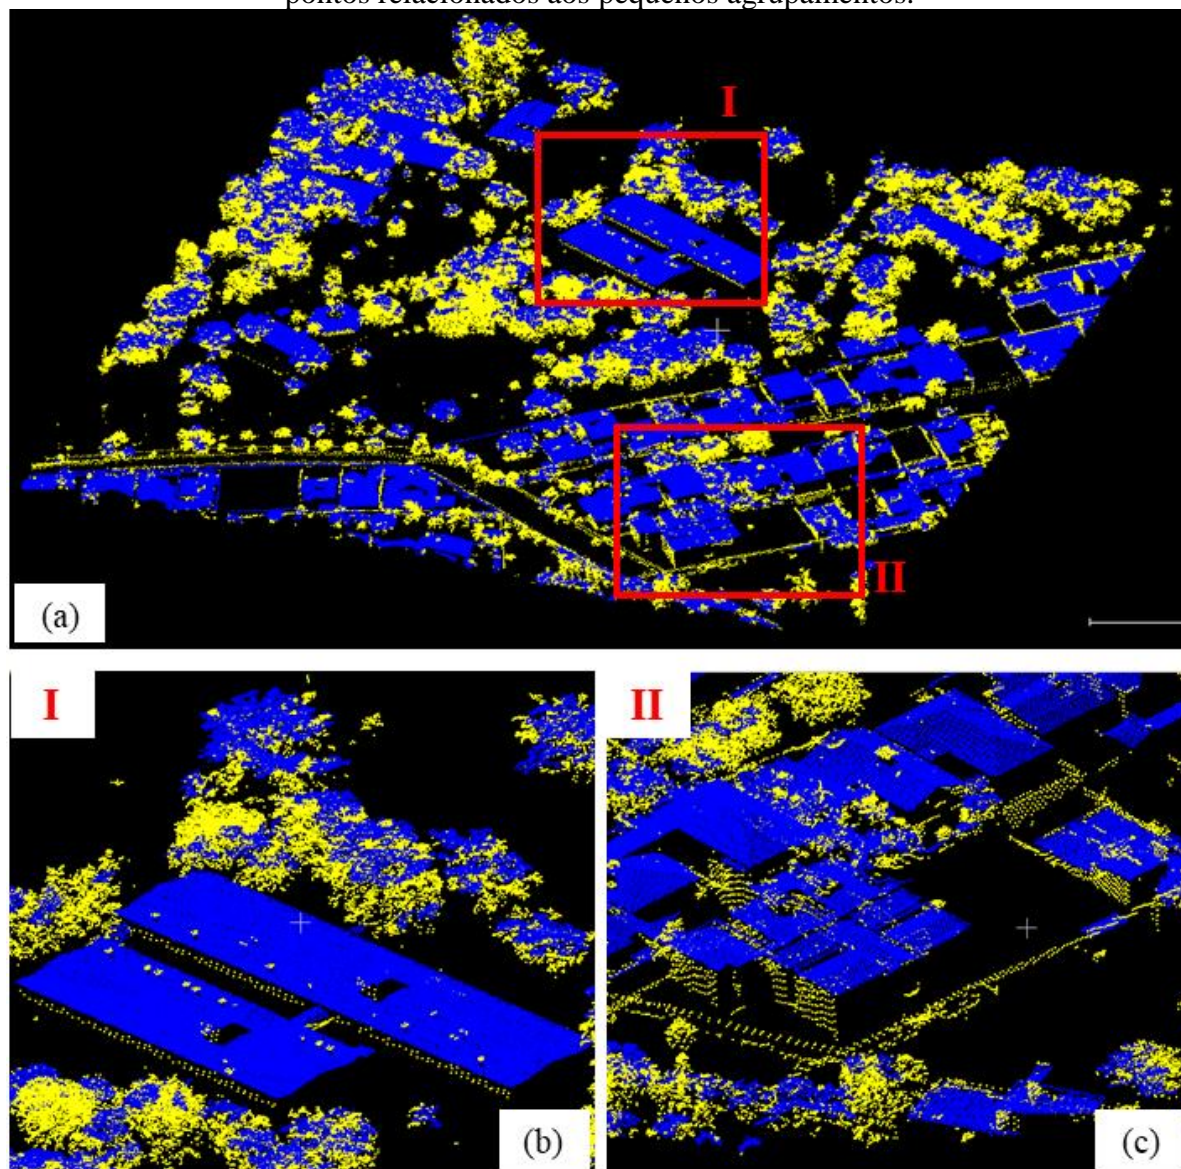 pontos relacionados aos pequenos agrupamentos.
I
II
(a)
I
II
(b)
(c)